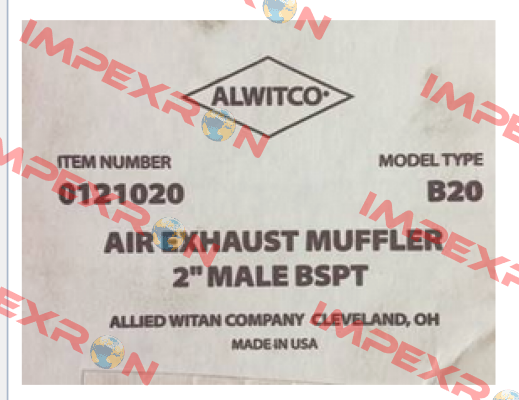 ALWITCO
ITEM NUMBER
MODEL TYPE
0121020
B20
AIR EXHAUST MUFFLER
2" MALE BSPT
ALLIED WITAN COMPANY CLEVELAND, OH
MADE IN USA
IMPEXRON
IMPEXRON
IMPEXRON